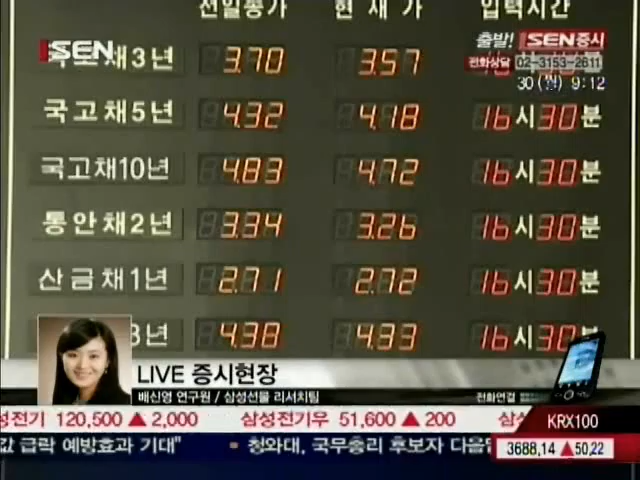 전일종가 현재가 입력시간
SEN
출발! SEN증시
전화상담 02-3153-2611
30 (월) 9:12
국고채3년 3.70 3.57
국고채5년 4.32 4.18 16시30분
국고채10년 4.83 4.72 16시30분
통안채2년 3.34 3.26 16시30분
산금채1년 2.71 2.72 16시30분
3년 4.38 4.33 16시30분
LIVE 증시현장
배신영 연구원 / 삼성선물 리서치팀 전화연결
성전기 120,500 ▲ 2,000 삼성전기우 51,600 ▲ 200 삼성 KRX100
값 급락 예방효과 기대" • 청와대, 국무총리 후보자 다음 3688,14 ▲50,22